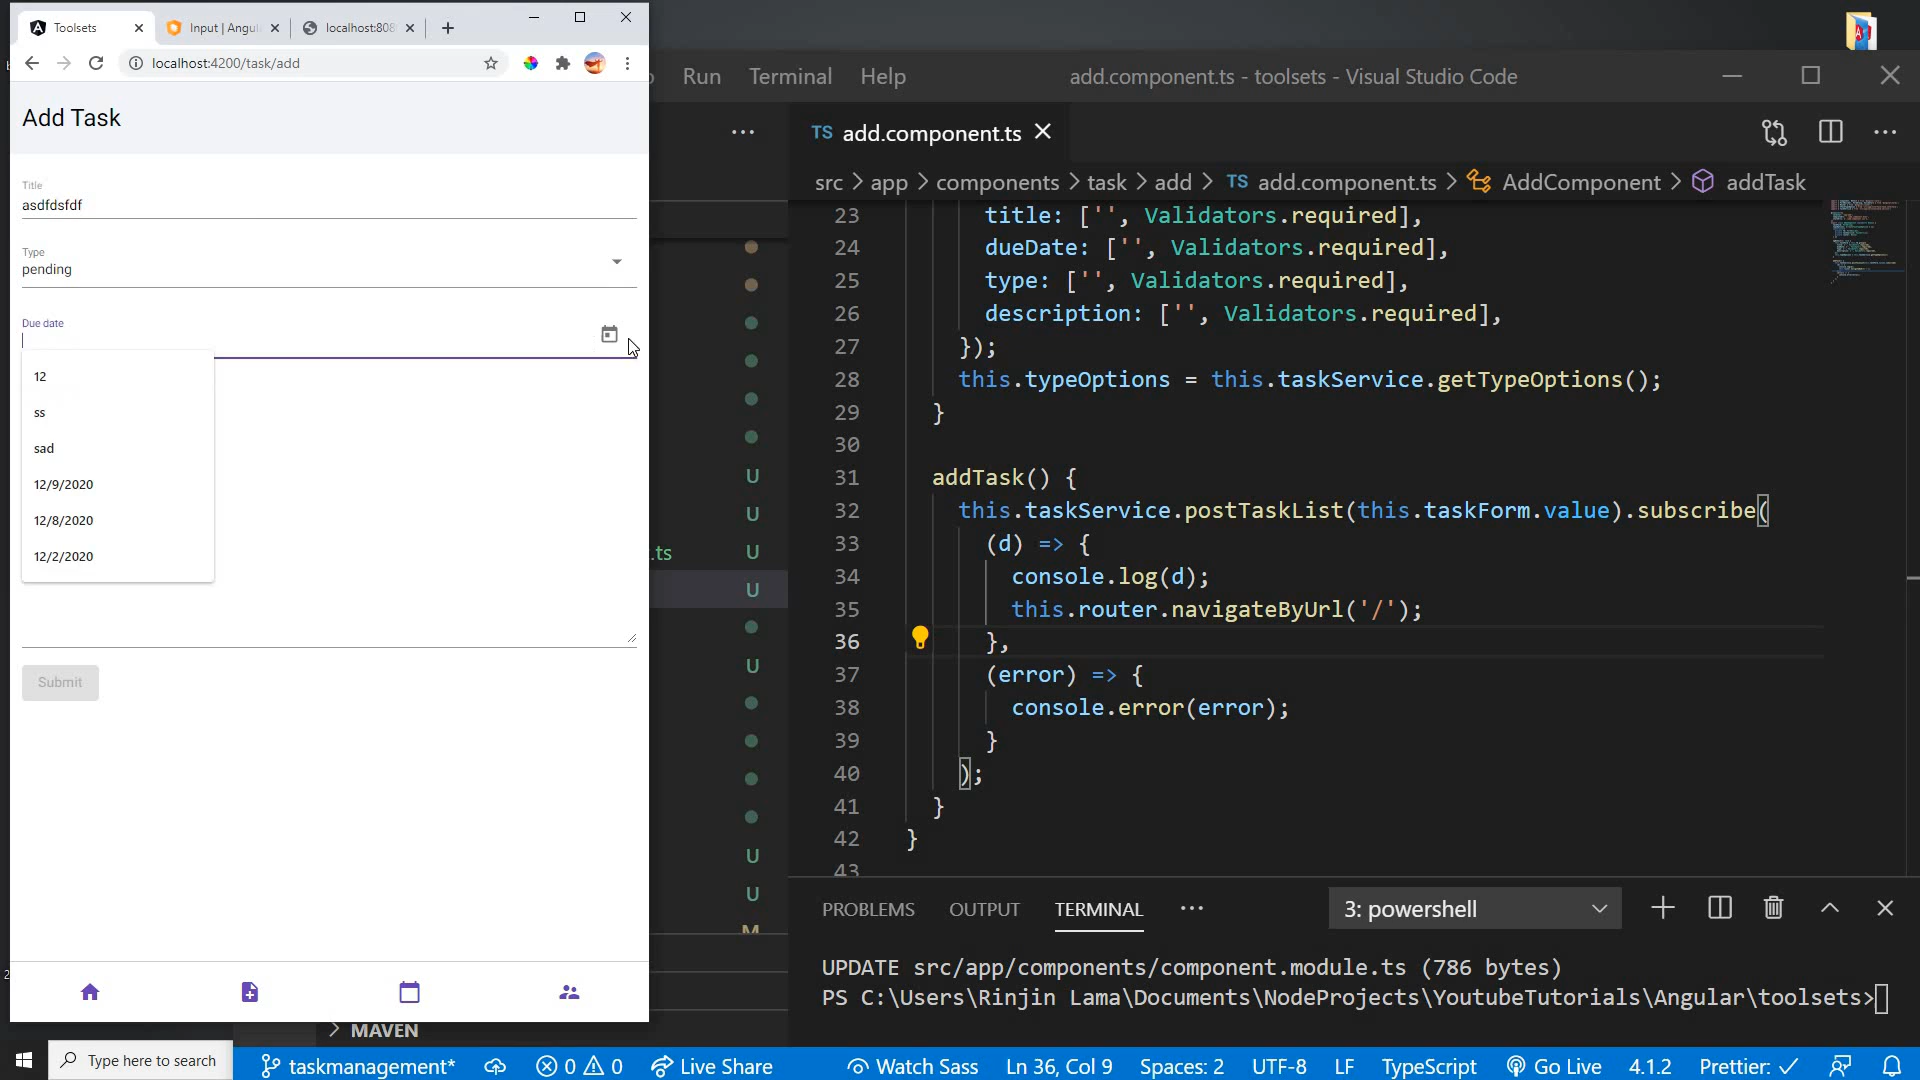 Toolsets
Input | Angu
localhost:808
localhost:4200/task/add
Add Task
Title
asdfdsfdf
Type
pending
Due date
12
ss
sad
12/9/2020
12/8/2020
12/2/2020
Submit
Run Terminal Help
add.component.ts - toolsets - Visual Studio Code
TS add.component.ts
src > app > components > task > add > TS add.component.ts > AddComponent > addTask
23 title: ['', Validators.required],
24 dueDate: ['', Validators.required],
25 type: ['', Validators.required],
26 description: ['', Validators.required],
27 });
28 this.typeOptions = this.taskService.getTypeOptions();
29 }
30
31 addTask() {
32 this.taskService.postTaskList(this.taskForm.value).subscribe(
33 (d) => {
34 console.log(d);
35 this.router.navigateByUrl('/');
36 },
37 (error) => {
38 console.error(error);
39 }
40 );
41 }
42 }
43
U
U
.ts U
U
U
U
U
U
M
PROBLEMS OUTPUT TERMINAL
3: powershell
UPDATE src/app/components/component.module.ts (786 bytes)
PS C:\Users\Rinjin Lama\Documents\NodeProjects\YoutubeTutorials\Angular\toolsets>
> MAVEN
Type here to search
taskmanagement* 0 0 Live Share Watch Sass Ln 36, Col 9 Spaces: 2 UTF-8 LF TypeScript Go Live 4.1.2 Prettier: ✓